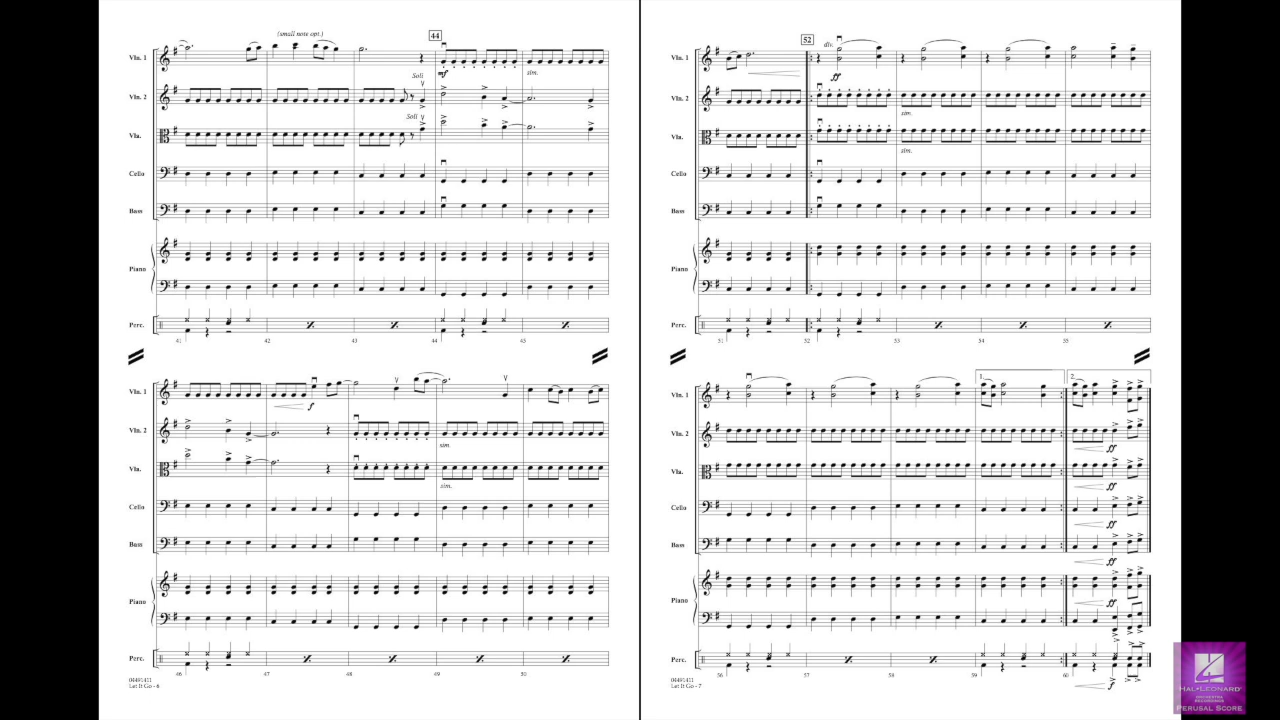 (small note opt.)
44
Vln. 1
mf
sim.
Soli
Vln. 2
Soli
Vla.
Cello
Bass
Piano
Perc.
41 42 43 44 45
Vln. 1
f
Vln. 2
sim.
Vla.
sim.
Cello
Bass
Piano
Perc.
46 47 48 49 50
04491411
Let It Go - 6
52
div.
Vln. 1
ff
Vln. 2
sim.
Vla.
sim.
Cello
Bass
Piano
Perc.
51 52 53 54 55
1. 2.
Vln. 1
Vln. 2
ff
Vla.
ff
Cello
ff
Bass
ff
Piano
ff
Perc.
f
56 57 58 59 60
04491411
Let It Go - 7
HAL•LEONARD
PERUSAL SCORE